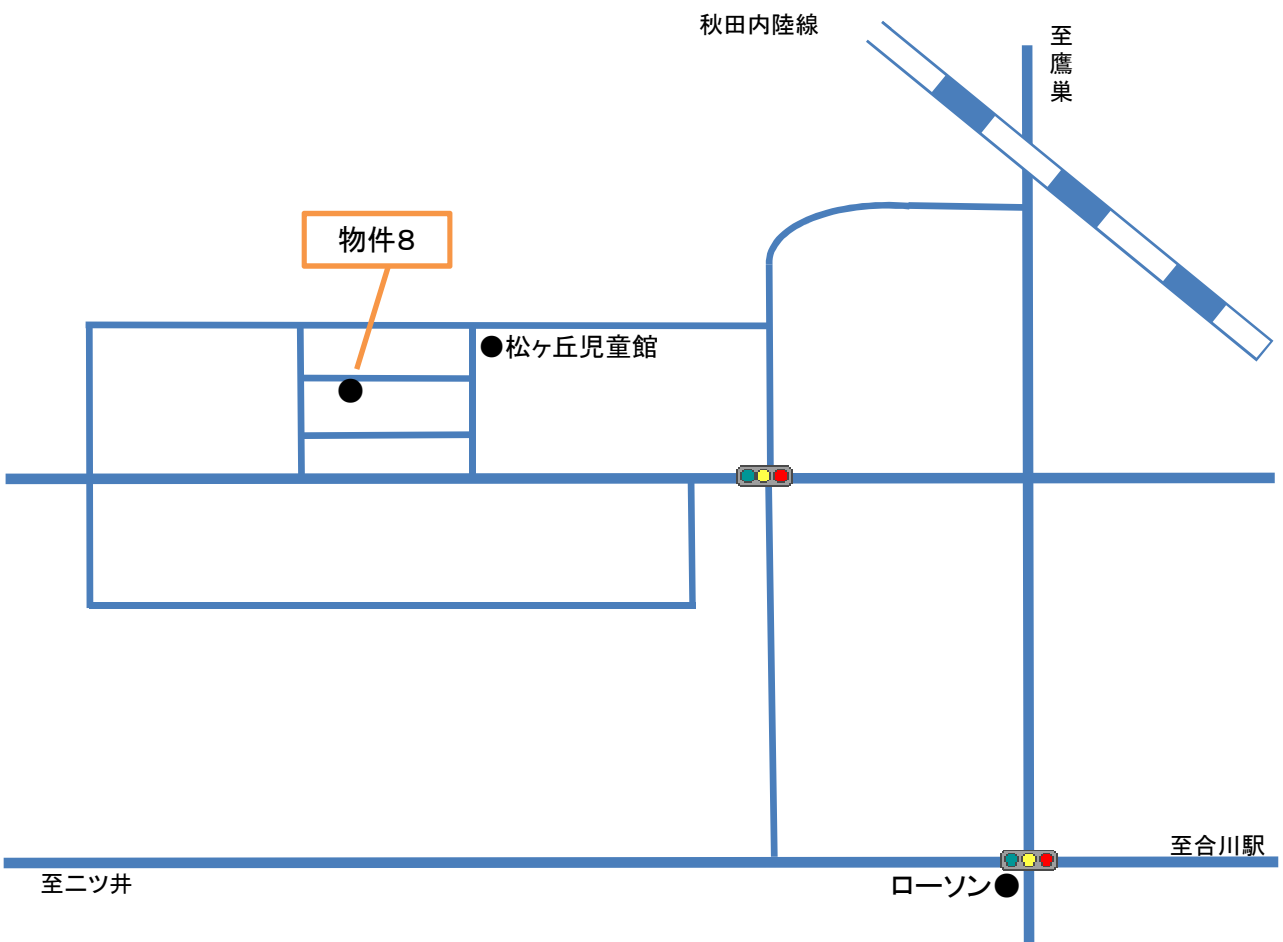 秋田内陸線
至鷹巣
物件８
松ヶ丘児童館
至合川駅
至二ツ井
ローソン